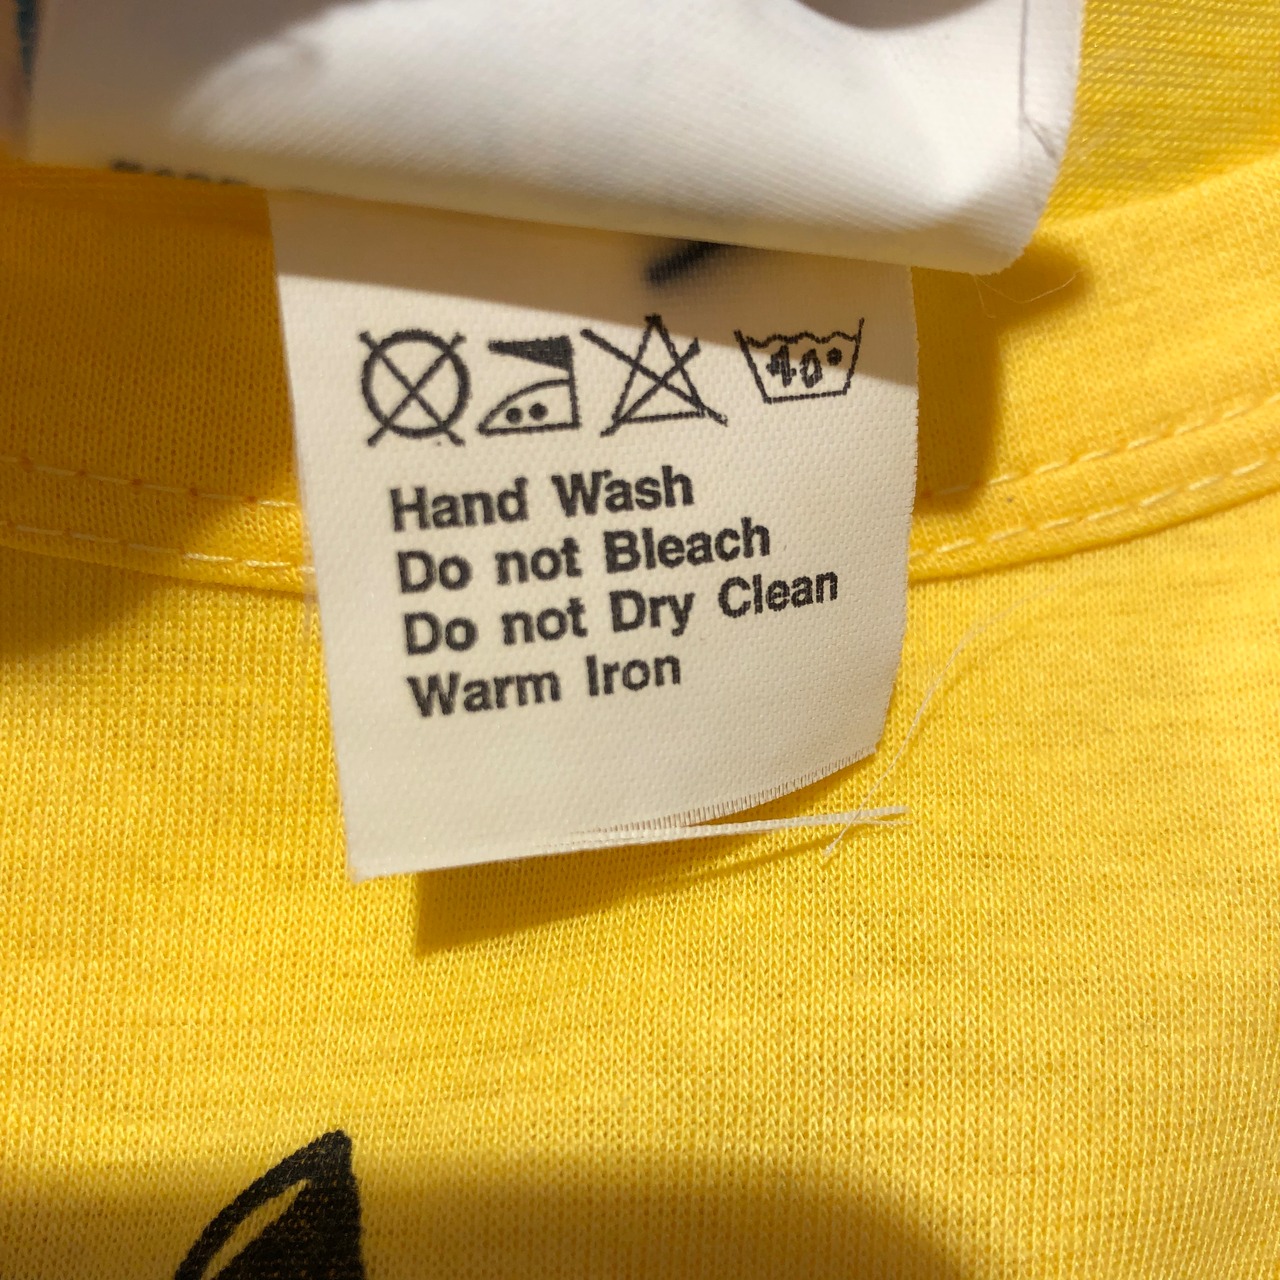 40°
Hand Wash
Do not Bleach
Do not Dry Clean
Warm Iron